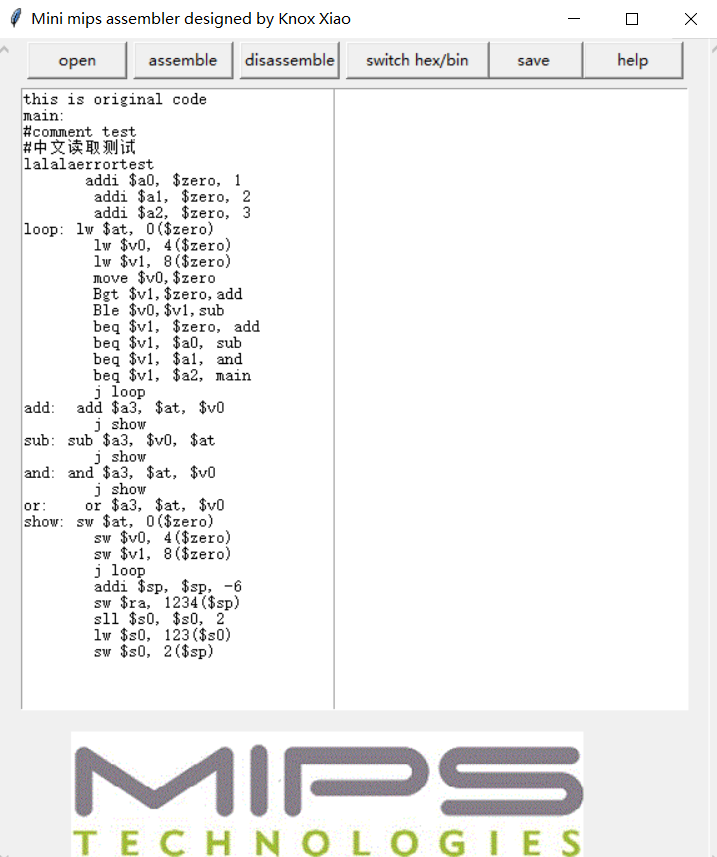 Mini mips assembler designed by Knox Xiao
open assemble disassemble switch hex/bin save help
this is original code
main:
#comment test
#中文读取测试
lalalaerrortest
addi $a0, $zero, 1
addi $a1, $zero, 2
addi $a2, $zero, 3
loop: lw $at, 0($zero)
lw $v0, 4($zero)
lw $v1, 8($zero)
move $v0,$zero
Bgt $v1,$zero,add
Ble $v0,$v1,sub
beq $v1, $zero, add
beq $v1, $a0, sub
beq $v1, $a1, and
beq $v1, $a2, main
j loop
add: add $a3, $at, $v0
j show
sub: sub $a3, $v0, $at
j show
and: and $a3, $at, $v0
j show
or: or $a3, $at, $v0
show: sw $at, 0($zero)
sw $v0, 4($zero)
sw $v1, 8($zero)
j loop
addi $sp, $sp, -6
sw $ra, 1234($sp)
sll $s0, $s0, 2
lw $s0, 123($s0)
sw $s0, 2($sp)
MIPS
TECHNOLOGIES